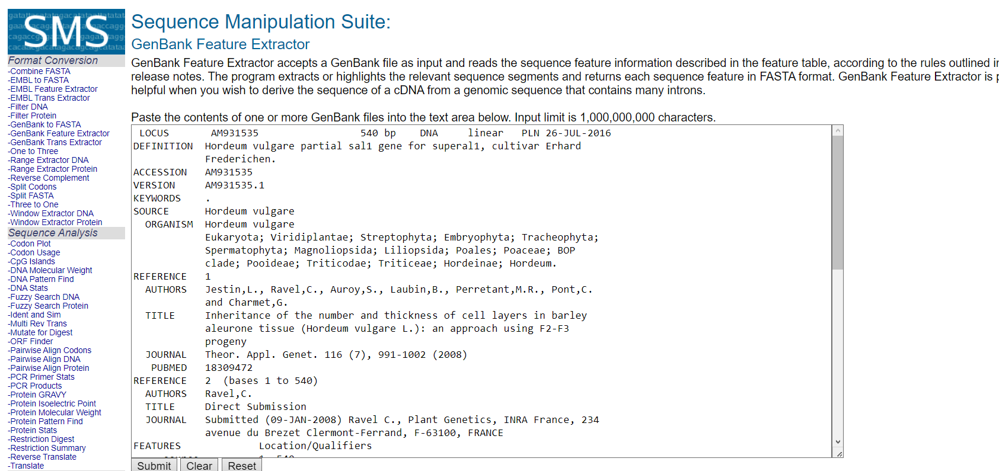 SMS
Format Conversion
-Combine FASTA
-EMBL to FASTA
-EMBL Feature Extractor
-EMBL Trans Extractor
-Filter DNA
-Filter Protein
-GenBank to FASTA
-GenBank Feature Extractor
-GenBank Trans Extractor
-One to Three
-Range Extractor DNA
-Range Extractor Protein
-Reverse Complement
-Split Codons
-Split FASTA
-Three to One
-Window Extractor DNA
-Window Extractor Protein
Sequence Analysis
-Codon Plot
-Codon Usage
-CpG Islands
-DNA Molecular Weight
-DNA Pattern Find
-DNA Stats
-Fuzzy Search DNA
-Fuzzy Search Protein
-Ident and Sim
-Multi Rev Trans
-Mutate for Digest
-ORF Finder
-Pairwise Align Codons
-Pairwise Align DNA
-Pairwise Align Protein
-PCR Primer Stats
-PCR Products
-Protein GRAVY
-Protein Isoelectric Point
-Protein Molecular Weight
-Protein Pattern Find
-Protein Stats
-Restriction Digest
-Restriction Summary
-Reverse Translate
-Translate
Sequence Manipulation Suite:
GenBank Feature Extractor
GenBank Feature Extractor accepts a GenBank file as input and reads the sequence feature information described in the feature table, according to the rules outlined
release notes. The program extracts or highlights the relevant sequence segments and returns each sequence feature in FASTA format. GenBank Feature Extractor is
helpful when you wish to derive the sequence of a cDNA from a genomic sequence that contains many introns.
Paste the contents of one or more GenBank files into the text area below. Input limit is 1,000,000,000 characters.
LOCUS AM931535 540 bp DNA linear PLN 26-JUL-2016
DEFINITION Hordeum vulgare partial sal1 gene for superal1, cultivar Erhard
Frederichen.
ACCESSION AM931535
VERSION AM931535.1
KEYWORDS .
SOURCE Hordeum vulgare
ORGANISM Hordeum vulgare
Eukaryota; Viridiplantae; Streptophyta; Embryophyta; Tracheophyta;
Spermatophyta; Magnoliopsida; Liliopsida; Poales; Poaceae; BOP
clade; Pooideae; Triticodae; Triticeae; Hordeinae; Hordeum.
REFERENCE 1
AUTHORS Jestin,L., Ravel,C., Auroy,S., Laubin,B., Perretant,M.R., Pont,C.
and Charmet,G.
TITLE Inheritance of the number and thickness of cell layers in barley
aleurone tissue (Hordeum vulgare L.): an approach using F2-F3
progeny
JOURNAL Theor. Appl. Genet. 116 (7), 991-1002 (2008)
PUBMED 18309472
REFERENCE 2 (bases 1 to 540)
AUTHORS Ravel,C.
TITLE Direct Submission
JOURNAL Submitted (09-JAN-2008) Ravel C., Plant Genetics, INRA France, 234
avenue du Brezet Clermont-Ferrand, F-63100, FRANCE
FEATURES Location/Qualifiers
Submit Clear Reset